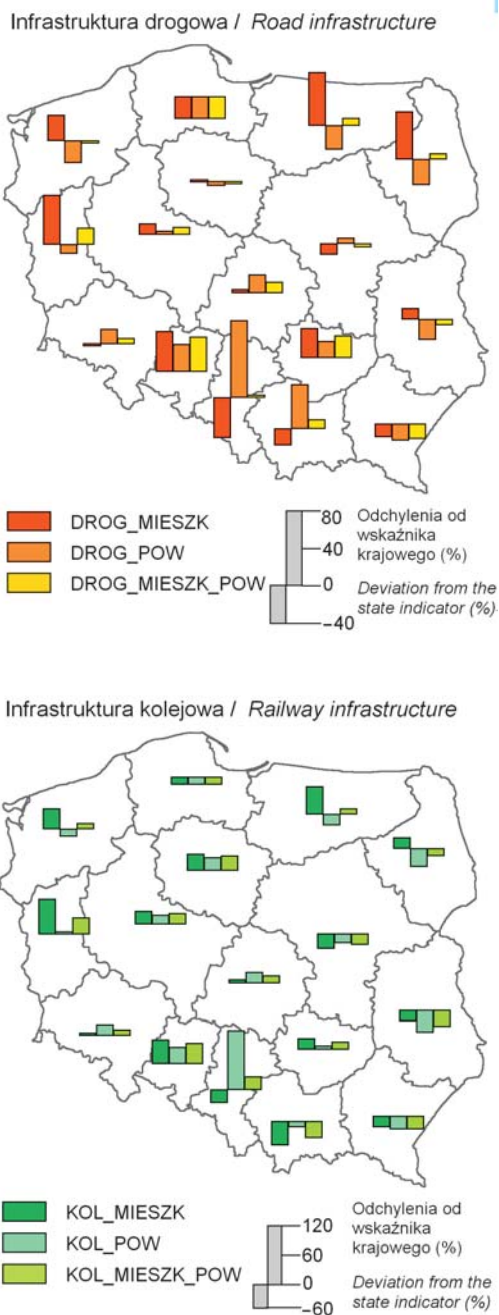 Infrastruktura drogowa / Road infrastructure
DROG_MIESZK
DROG_POW
DROG_MIESZK_POW
80
40
0
−40
Odchylenia od
wskaźnika
krajowego (%)
Deviation from the
state indicator (%)
Infrastruktura kolejowa / Railway infrastructure
KOL_MIESZK
KOL_POW
KOL_MIESZK_POW
120
60
0
−60
Odchylenia od
wskaźnika
krajowego (%)
Deviation from the
state indicator (%)